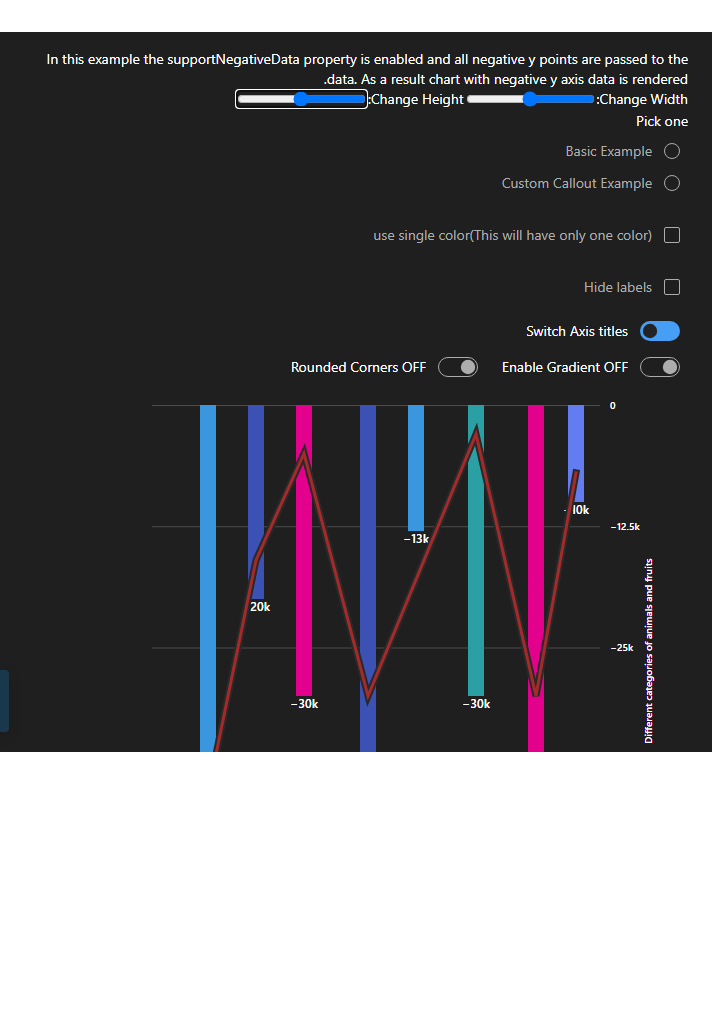 In this example the supportNegativeData property is enabled and all negative y points are passed to the
.data. As a result chart with negative y axis data is rendered
:Change Height :Change Width
Pick one
Basic Example
Custom Callout Example
use single color(This will have only one color)
Hide labels
Switch Axis titles
Rounded Corners OFF Enable Gradient OFF
0
−10k
−12.5k
−13k
20k
−25k
−30k
−30k
Different categories of animals and fruits